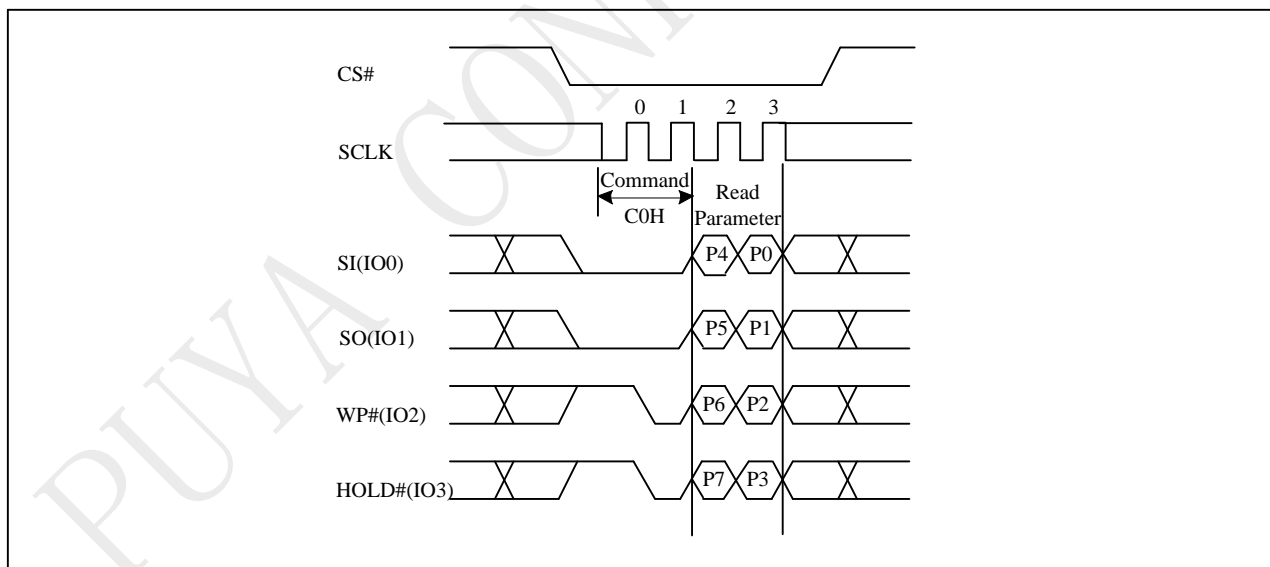 PUYA CON
CS#
0 1 2 3
SCLK
Command
C0H
Read
Parameter
SI(IO0)
P4 P0
SO(IO1)
P5 P1
WP#(IO2)
P6 P2
HOLD#(IO3)
P7 P3